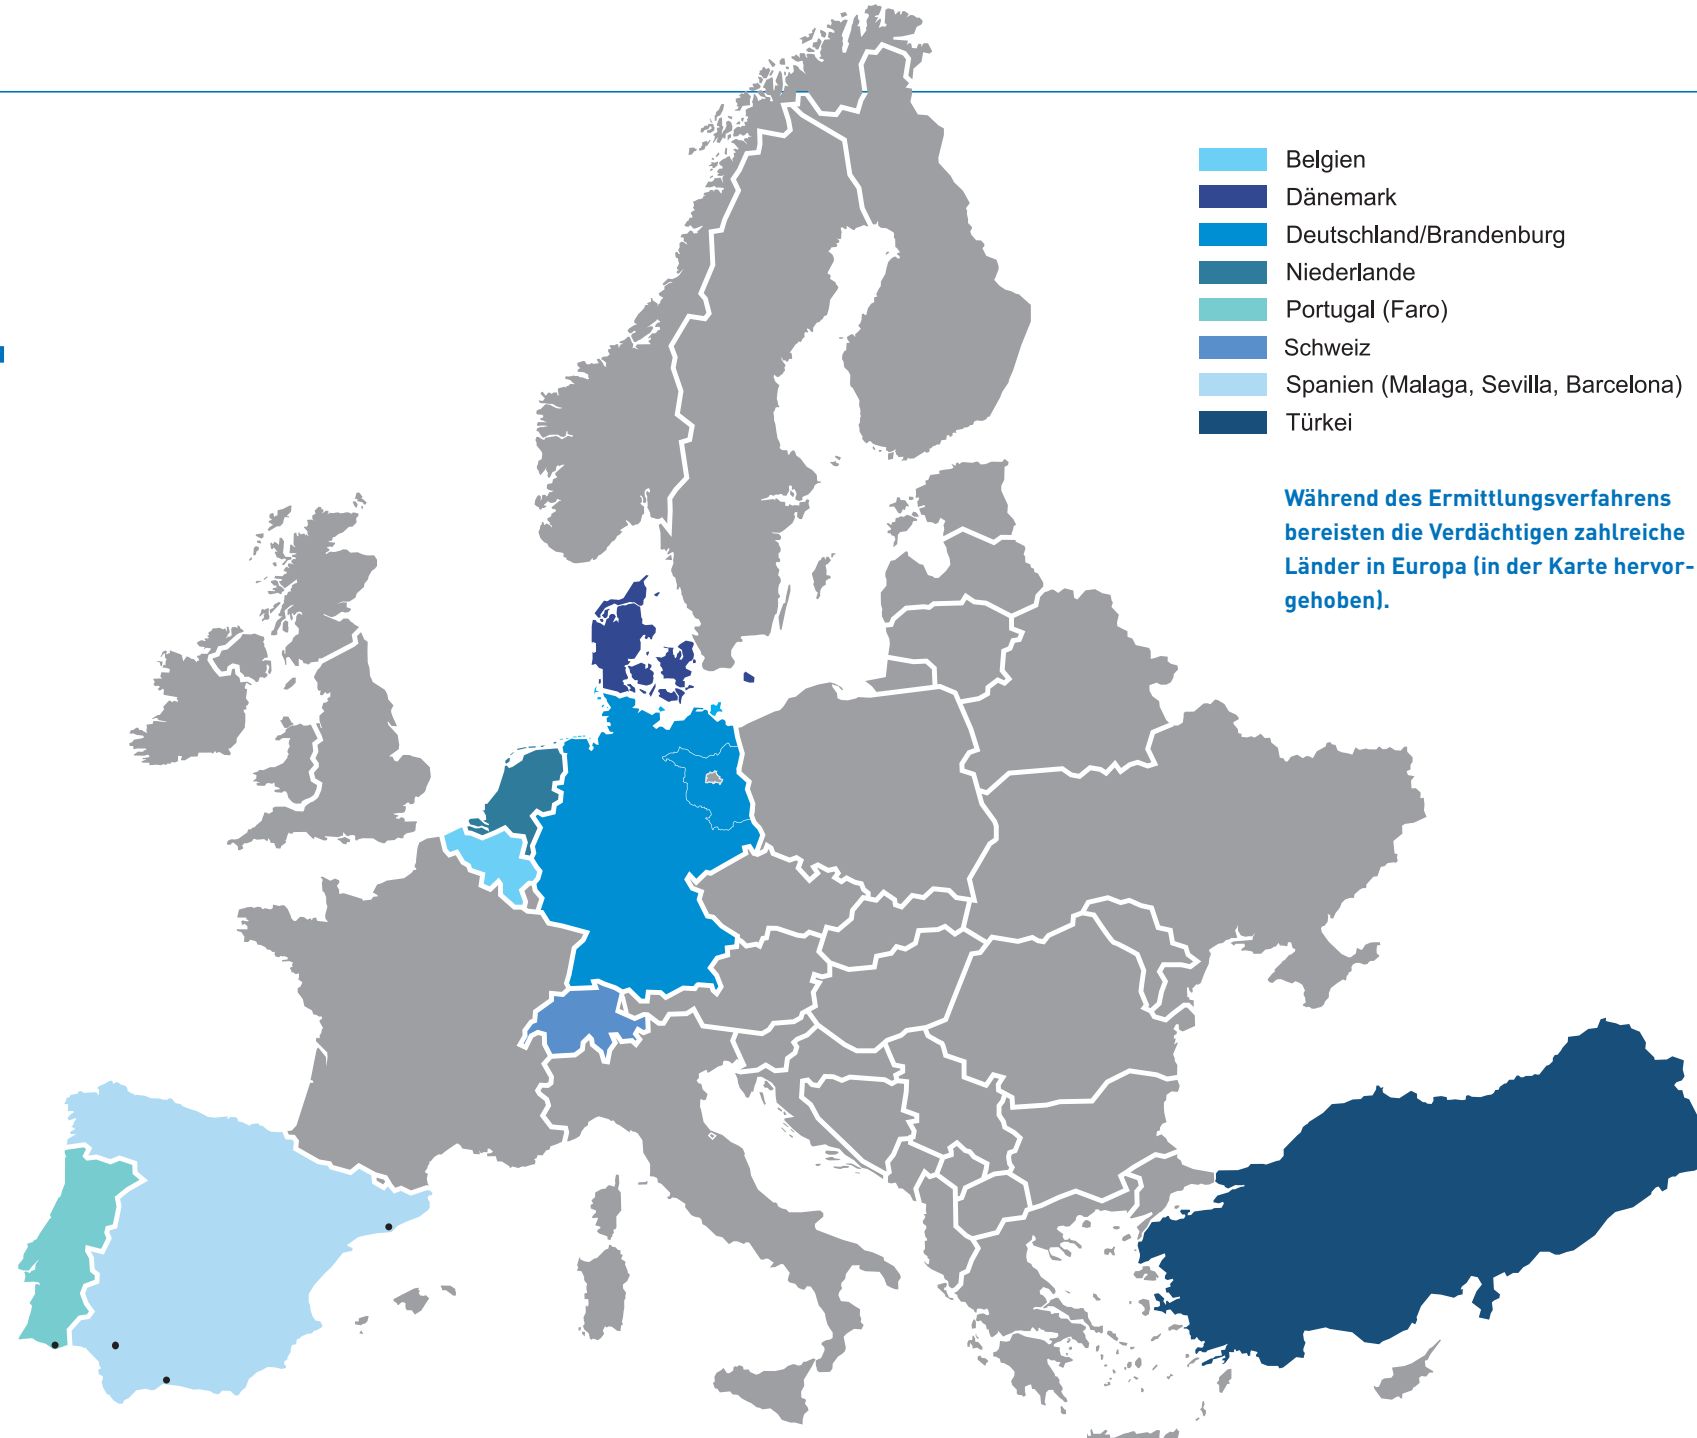 Belgien
Dänemark
Deutschland/Brandenburg
Niederlande
Portugal (Faro)
Schweiz
Spanien (Malaga, Sevilla, Barcelona)
Türkei
Während des Ermittlungsverfahrens
bereisten die Verdächtigen zahlreiche
Länder in Europa (in der Karte hervor-
gehoben).